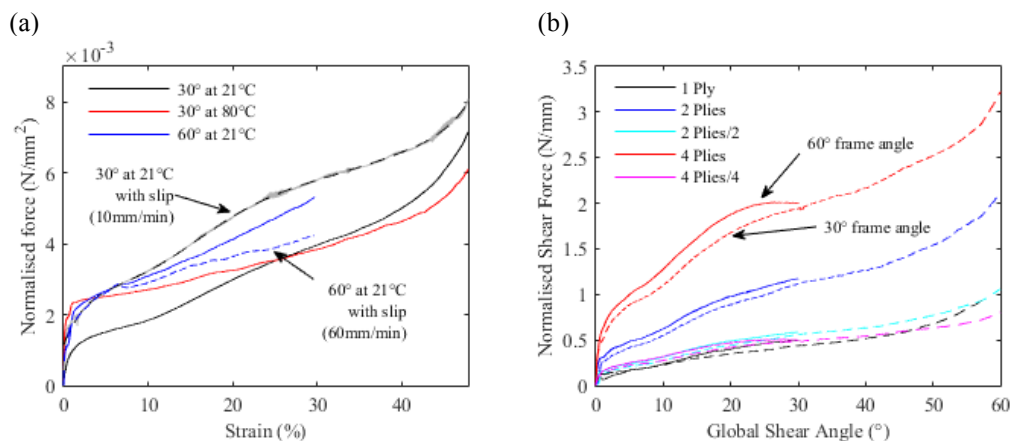 (a)
× 10⁻³
8
6
4
2
0
Normalised force (N/mm²)
30° at 21°C
30° at 80°C
60° at 21°C
30° at 21°C
with slip
(10mm/min)
60° at 21°C
with slip
(60mm/min)
0 10 20 30 40
Strain (%)
(b)
3.5
3
2.5
2
1.5
1
0.5
0
Normalised Shear Force (N/mm)
1 Ply
2 Plies
2 Plies/2
4 Plies
4 Plies/4
60° frame angle
30° frame angle
0 10 20 30 40 50 60
Global Shear Angle (°)